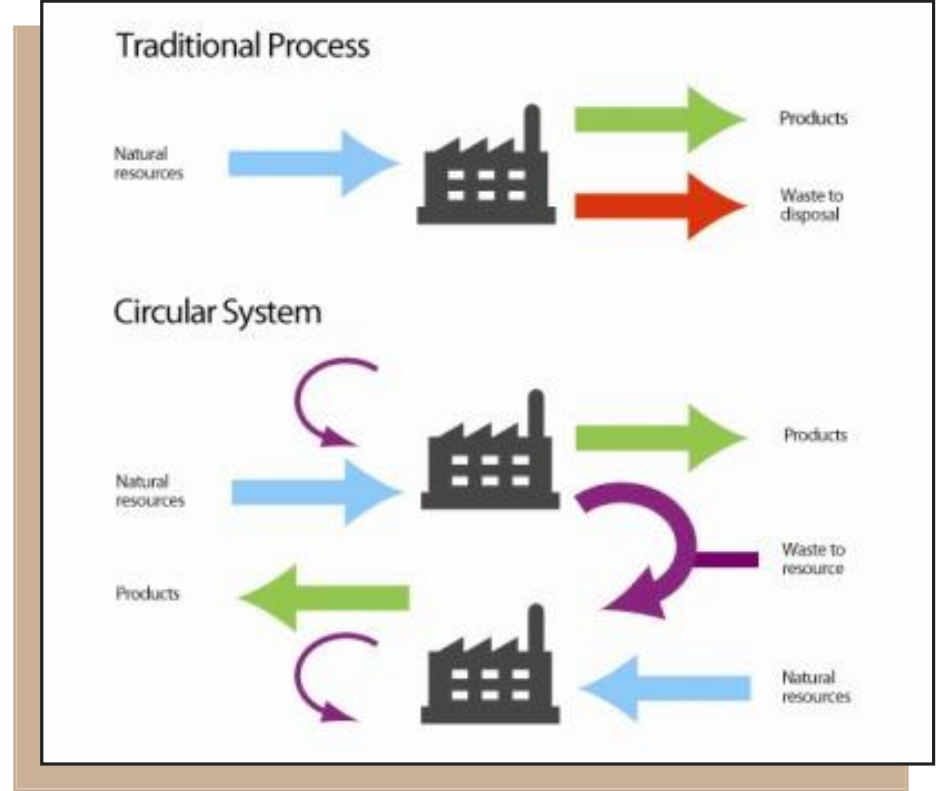 Traditional Process
Natural
resources
Products
Waste to
disposal
Circular System
Natural
resources
Products
Waste to
resource
Products
Natural
resources